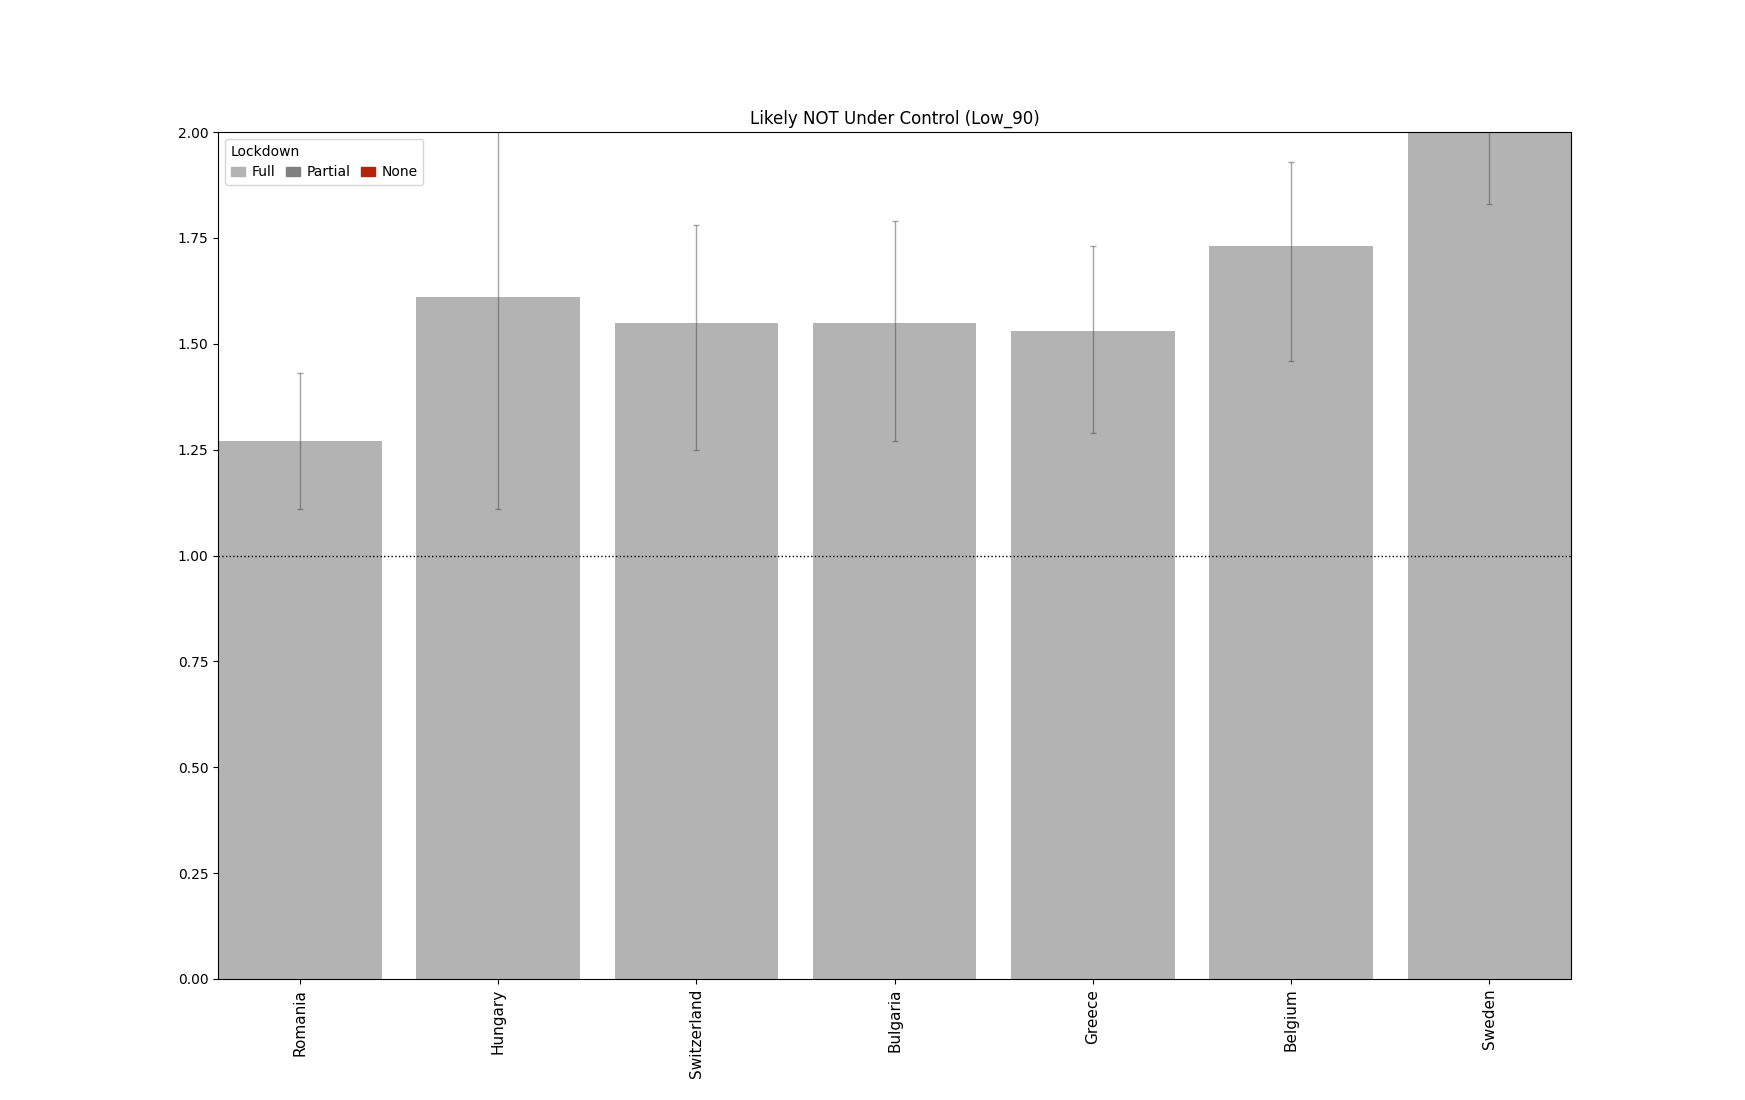 Likely NOT Under Control (Low_90)
2.00
Lockdown
Full Partial None
1.75
1.50
1.25
1.00
0.75
0.50
0.25
0.00
Romania
Hungary
Switzerland
Bulgaria
Greece
Belgium
Sweden